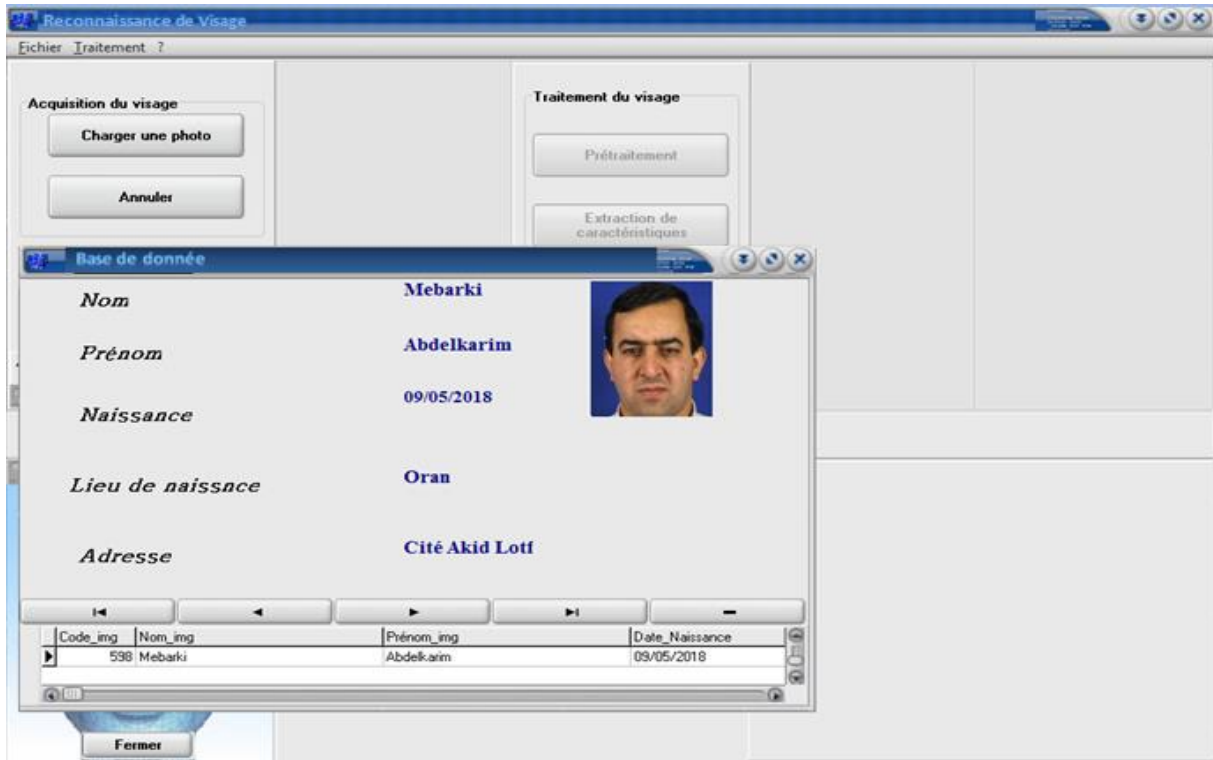 Reconnaissance de Visage
Fichier Traitement ?
Acquisition du visage
Charger une photo
Annuler
Traitement du visage
Prétraitement
Extraction de
caractéristiques
Base de donnée
Nom Mebarki
Prénom Abdelkarim
Naissance 09/05/2018
Lieu de naissnce Oran
Adresse Cité Akid Lotf
Code_img Nom_img Prénom_img Date_Naissance
598 Mebarki Abdelkarim 09/05/2018
Fermer